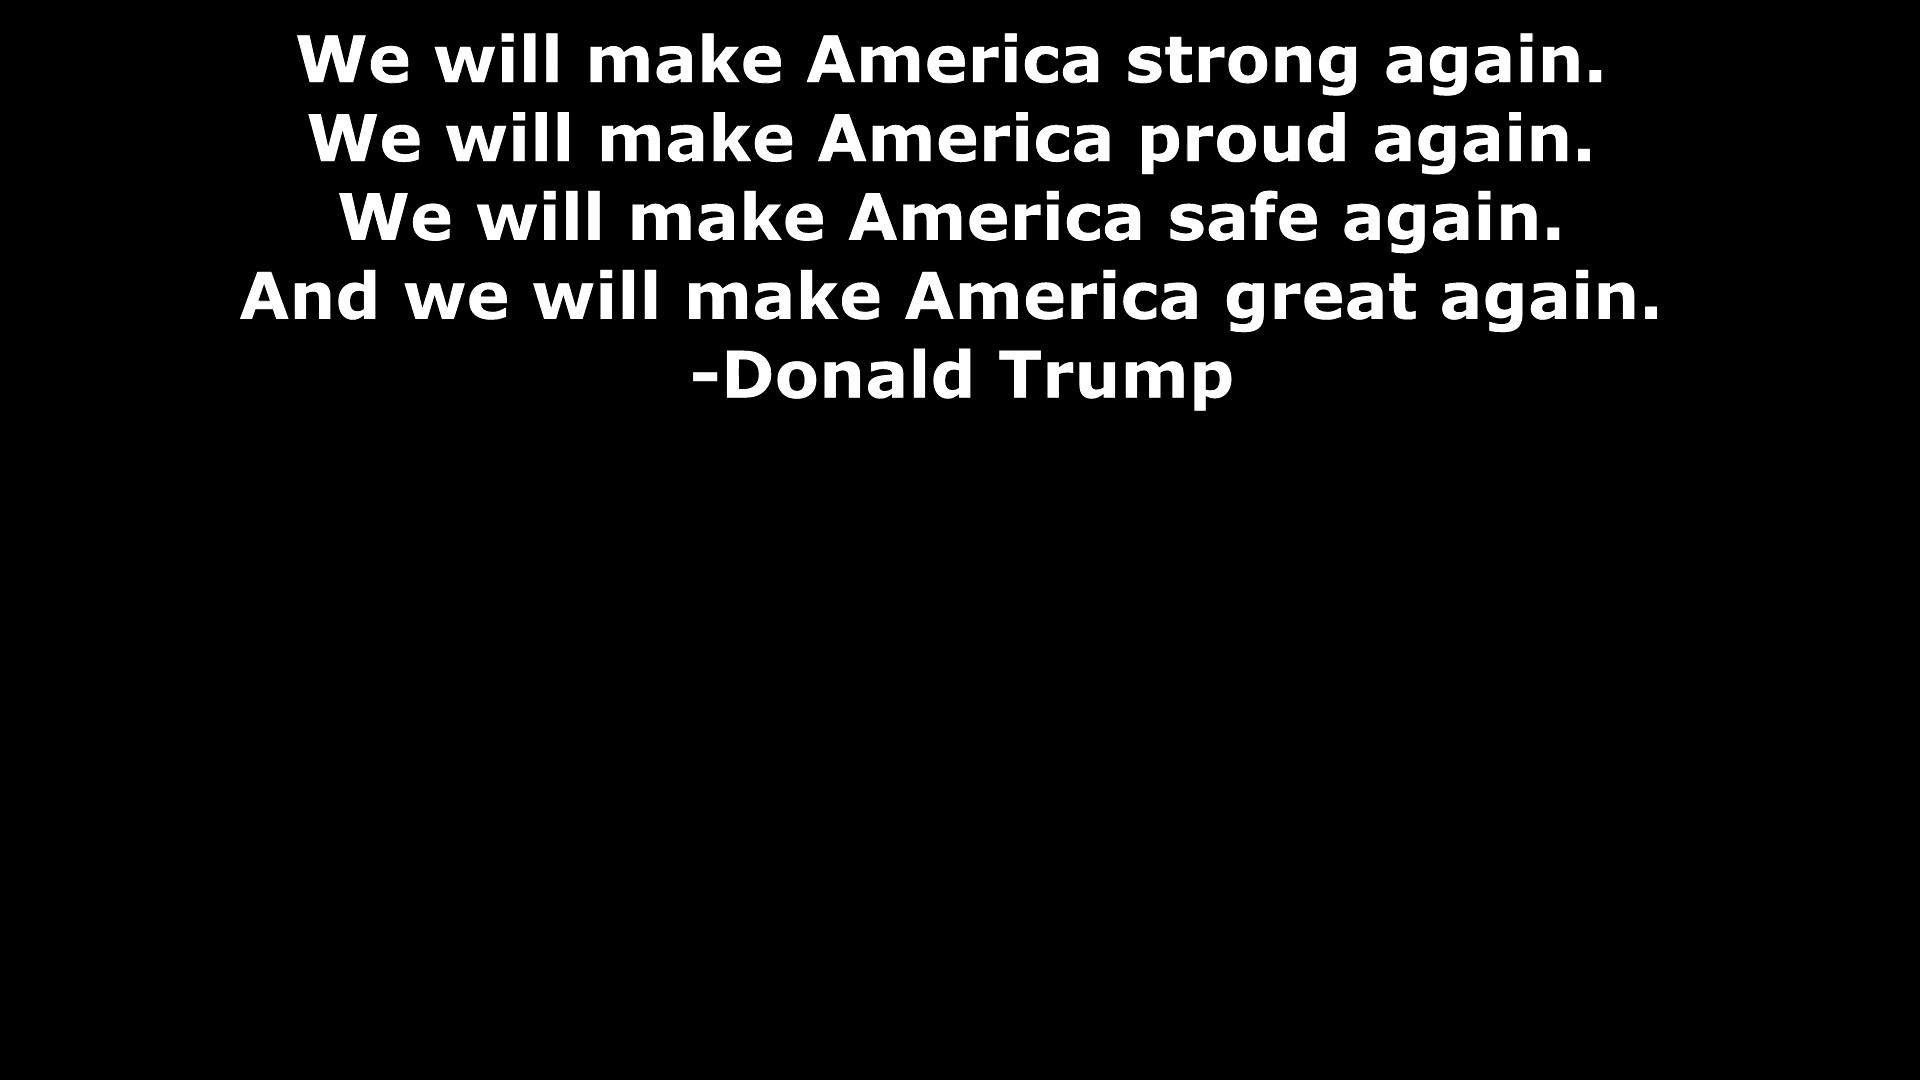 We will make America strong again.
We will make America proud again.
We will make America safe again.
And we will make America great again.
-Donald Trump